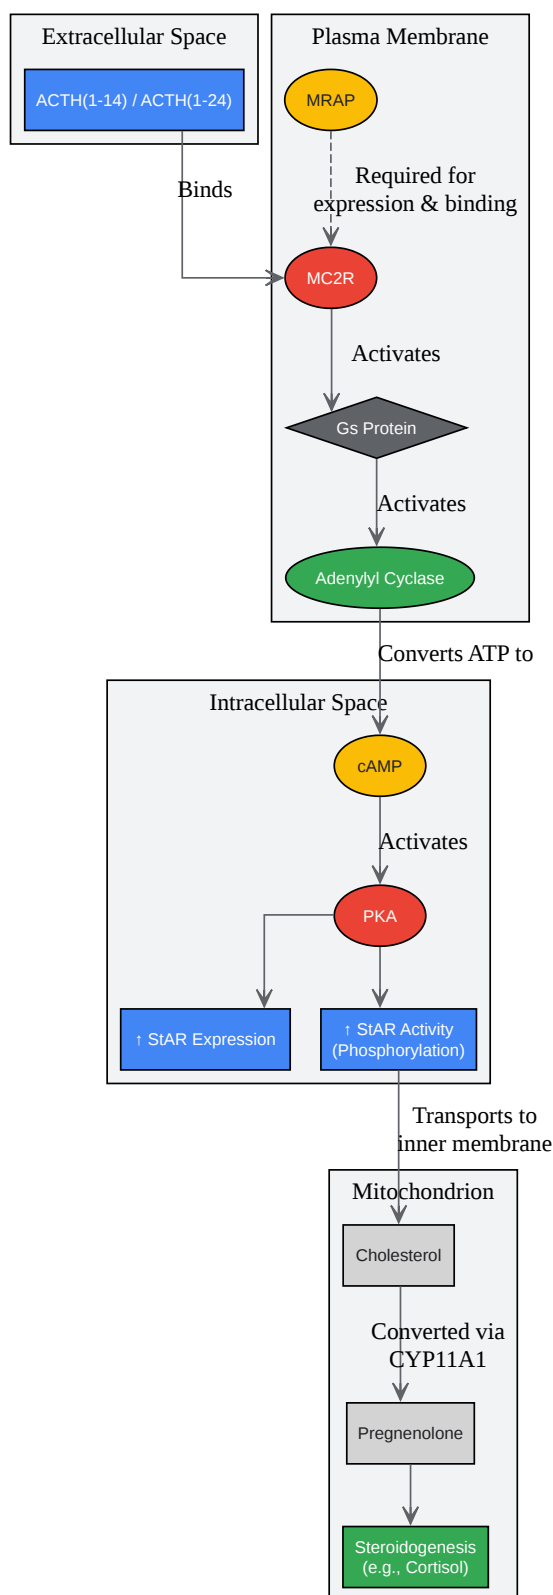 Extracellular Space
Plasma Membrane
ACTH(1-14) / ACTH(1-24)
MRAP
Binds
Required for
expression & binding
MC2R
Activates
Gs Protein
Activates
Adenylyl Cyclase
Converts ATP to
Intracellular Space
cAMP
Activates
PKA
↑ StAR Expression
↑ StAR Activity
(Phosphorylation)
Transports to
inner membrane
Mitochondrion
Cholesterol
Converted via
CYP11A1
Pregnenolone
Steroidogenesis
(e.g., Cortisol)